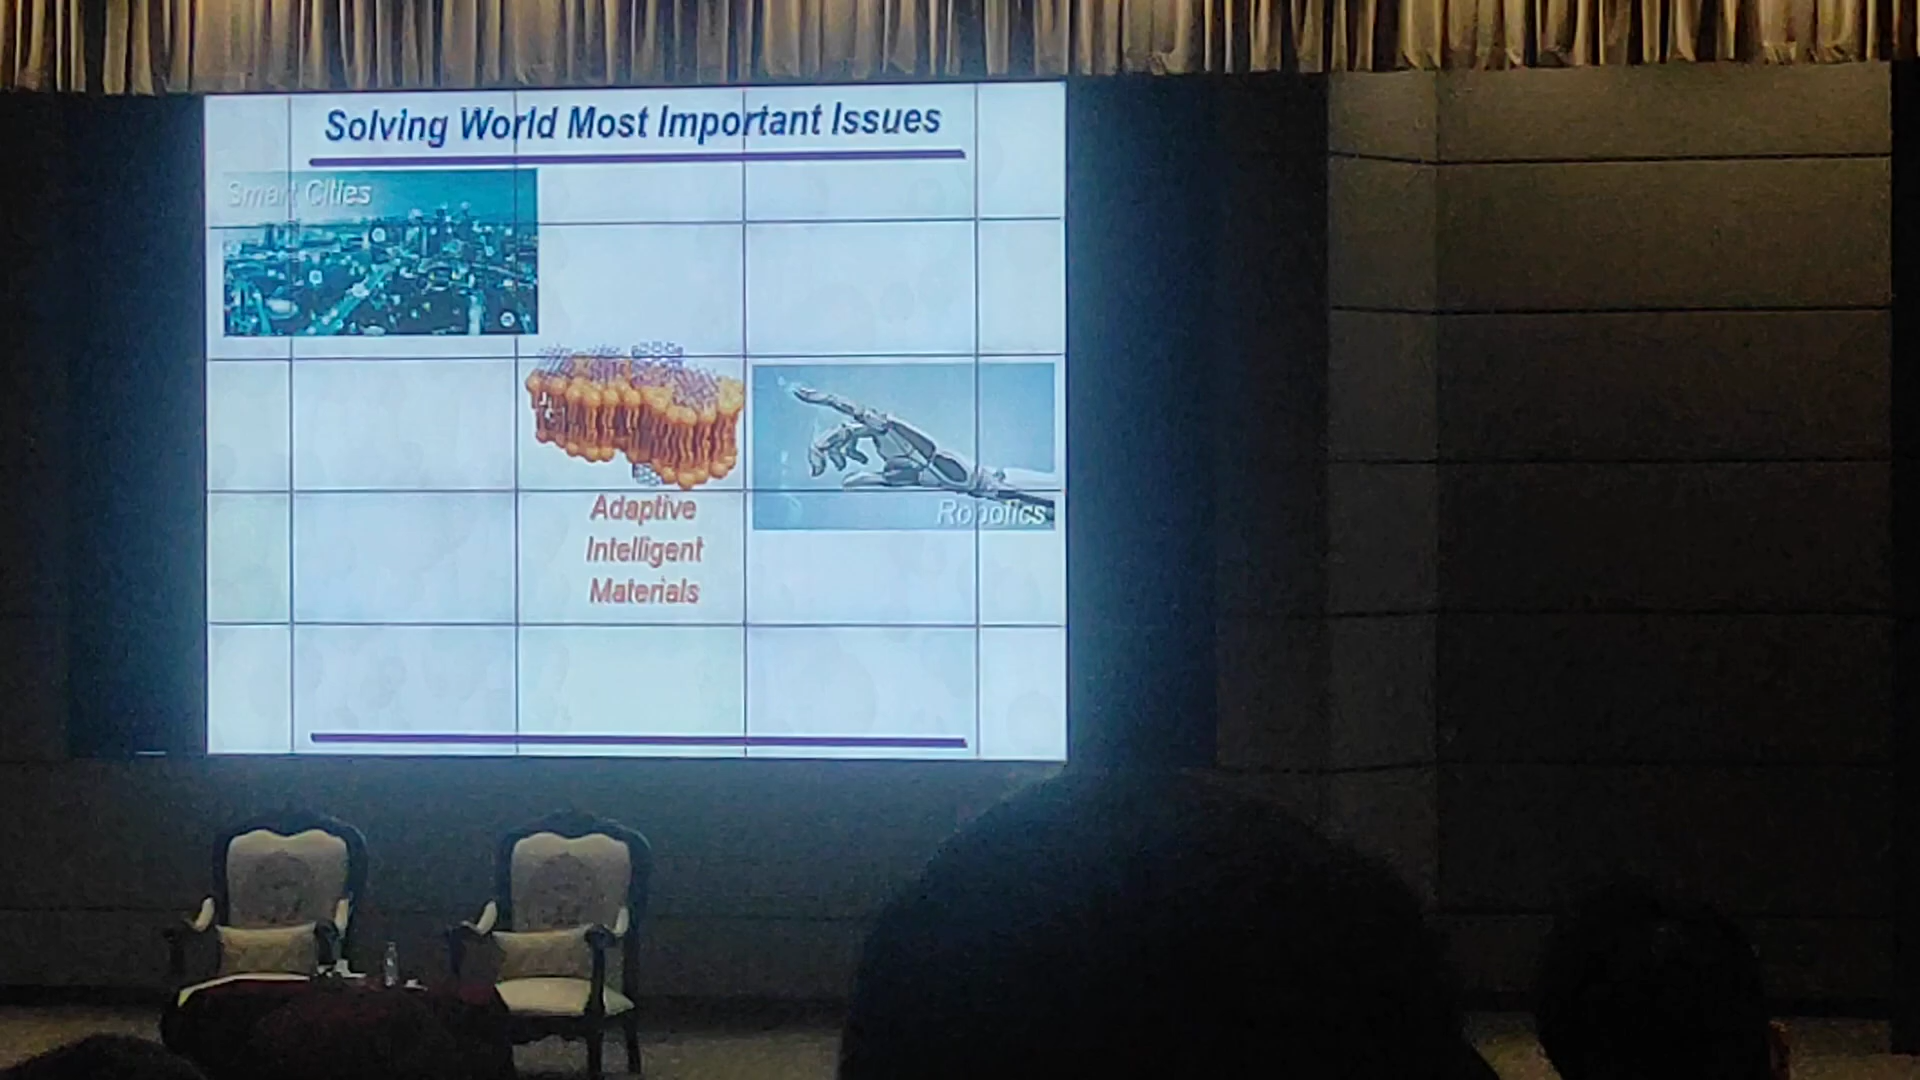 Solving World Most Important Issues
Smart Cities
Robotics
Adaptive
Intelligent
Materials